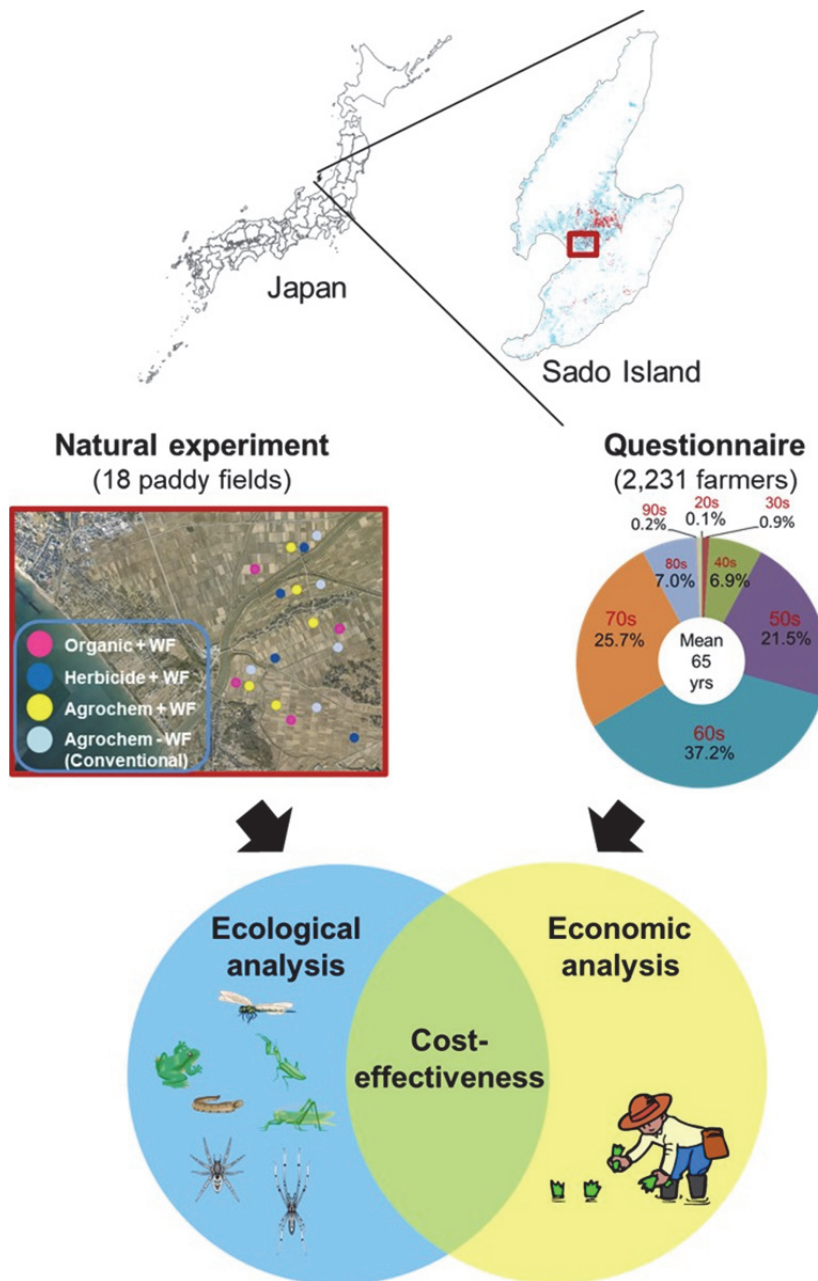 Japan
Sado Island
Natural experiment
(18 paddy fields)
Organic + WF
Herbicide + WF
Agrochem + WF
Agrochem - WF
(Conventional)
Questionnaire
(2,231 farmers)
90s
0.2%
20s
0.1%
30s
0.9%
80s
7.0%
40s
6.9%
70s
25.7%
50s
21.5%
Mean
65
yrs
60s
37.2%
Ecological
analysis
Economic
analysis
Cost-
effectiveness